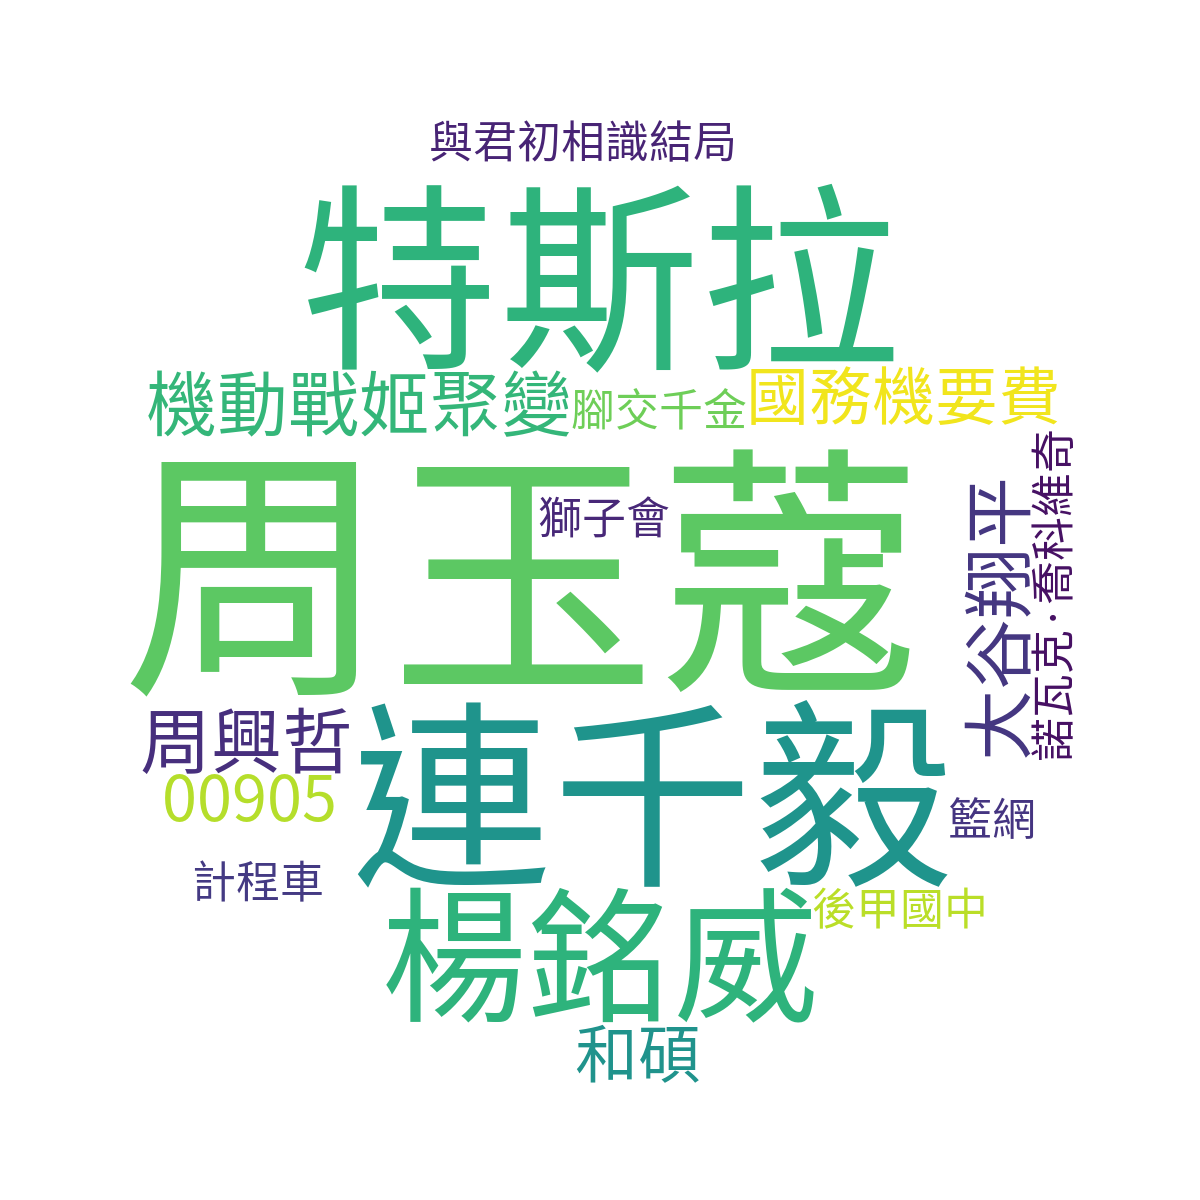 與君初相識結局
特斯拉
機動戰姬聚變
腳交千金
國務機要費
周玉蔻
獅子會
大谷翔平
諾瓦克·喬科維奇
周興哲
連千毅
00905
籃網
計程車
楊銘威
後甲國中
和碩